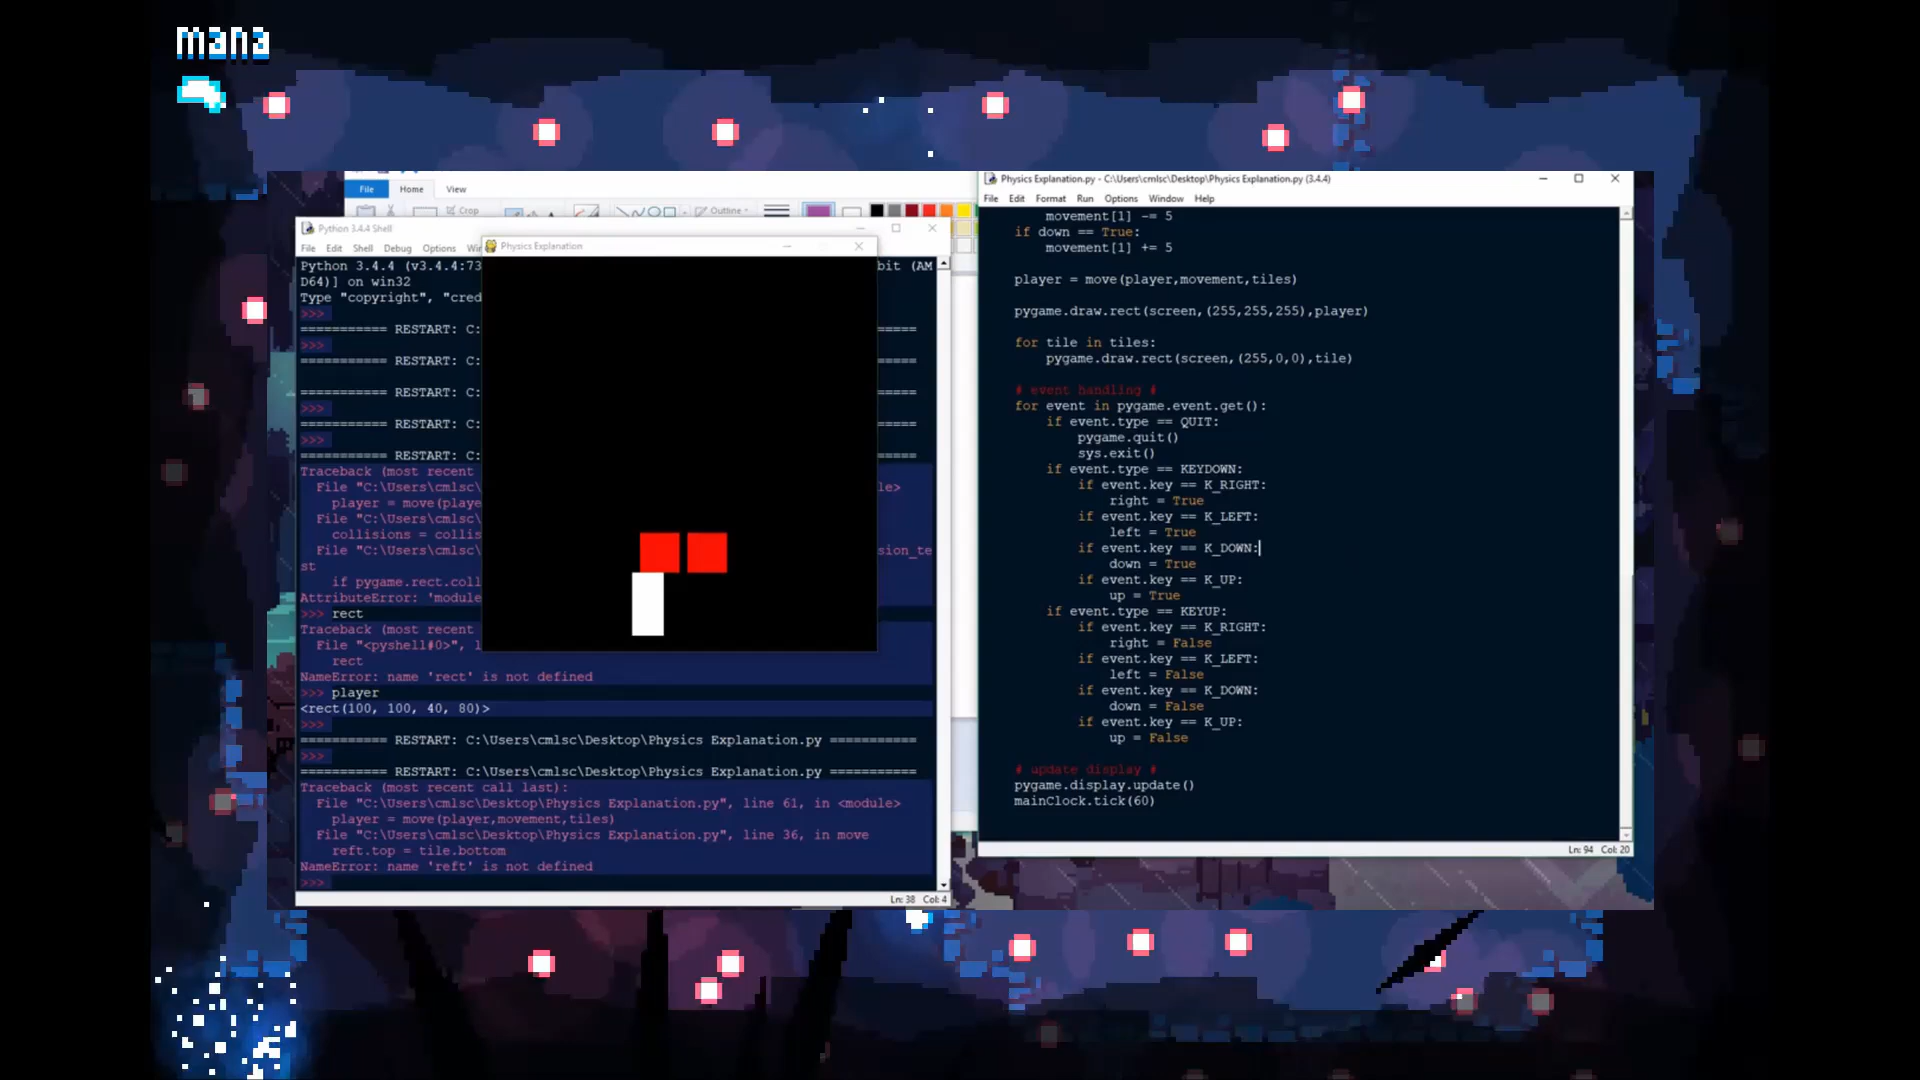 mana
File Home View
Crop
Outline
Python 3.4.4 Shell
File Edit Shell Debug Options
Python 3.4.4 (v3.4.4:73
bit (AM
D64)] on win32
Type "copyright", "cred
>>>
=========== RESTART: C:
=====
>>>
=========== RESTART: C:
=====
=========== RESTART: C:
=====
>>>
=========== RESTART: C:
=====
>>>
=========== RESTART: C:
=====
Traceback (most recent
File "C:\Users\cmlsc\
le>
player = move(playe
File "C:\Users\cmlsc\
collisions = collis
File "C:\Users\cmlsc\
sion_te
st
if pygame.rect.coll
AttributeError: 'module
>>> rect
Traceback (most recent
File "<pyshell#0>", l
rect
NameError: name 'rect' is not defined
>>> player
<rect(100, 100, 40, 80)>
>>>
=========== RESTART: C:\Users\cmlsc\Desktop\Physics Explanation.py ===========
>>>
=========== RESTART: C:\Users\cmlsc\Desktop\Physics Explanation.py ===========
Traceback (most recent call last):
File "C:\Users\cmlsc\Desktop\Physics Explanation.py", line 61, in <module>
player = move(player,movement,tiles)
File "C:\Users\cmlsc\Desktop\Physics Explanation.py", line 36, in move
reft.top = tile.bottom
NameError: name 'reft' is not defined
>>>
Ln: 38 Col: 4
Physics Explanation
Physics Explanation.py - C:\Users\cmlsc\Desktop\Physics Explanation.py (3.4.4)
File Edit Format Run Options Window Help
movement[1] -= 5
if down == True:
movement[1] += 5
player = move(player,movement,tiles)
pygame.draw.rect(screen,(255,255,255),player)
for tile in tiles:
pygame.draw.rect(screen,(255,0,0),tile)
# event handling #
for event in pygame.event.get():
if event.type == QUIT:
pygame.quit()
sys.exit()
if event.type == KEYDOWN:
if event.key == K_RIGHT:
right = True
if event.key == K_LEFT:
left = True
if event.key == K_DOWN:
down = True
if event.key == K_UP:
up = True
if event.type == KEYUP:
if event.key == K_RIGHT:
right = False
if event.key == K_LEFT:
left = False
if event.key == K_DOWN:
down = False
if event.key == K_UP:
up = False
# update display #
pygame.display.update()
mainClock.tick(60)
Ln: 94 Col: 20